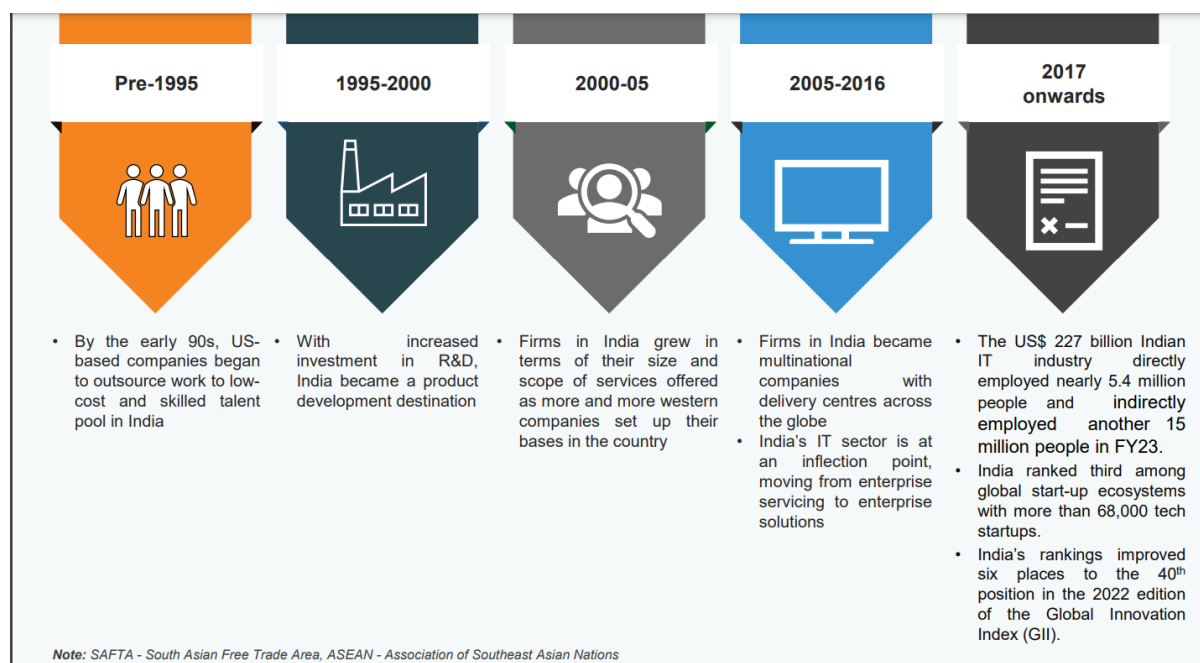 Pre-1995
1995-2000
2000-05
2005-2016
2017
onwards
• By the early 90s, US-
based companies began
to outsource work to low-
cost and skilled talent
pool in India
• With increased
investment in R&D,
India became a product
development destination
• Firms in India grew in
terms of their size and
scope of services offered
as more and more western
companies set up their
bases in the country
• Firms in India became
multinational
companies with
delivery centres across
the globe
• India’s IT sector is at
an inflection point,
moving from enterprise
servicing to enterprise
solutions
• The US$ 227 billion Indian
IT industry directly
employed nearly 5.4 million
people and indirectly
employed another 15
million people in FY23.
• India ranked third among
global start-up ecosystems
with more than 68,000 tech
startups.
• India’s rankings improved
six places to the 40th
position in the 2022 edition
of the Global Innovation
Index (GII).
Note: SAFTA - South Asian Free Trade Area, ASEAN - Association of Southeast Asian Nations